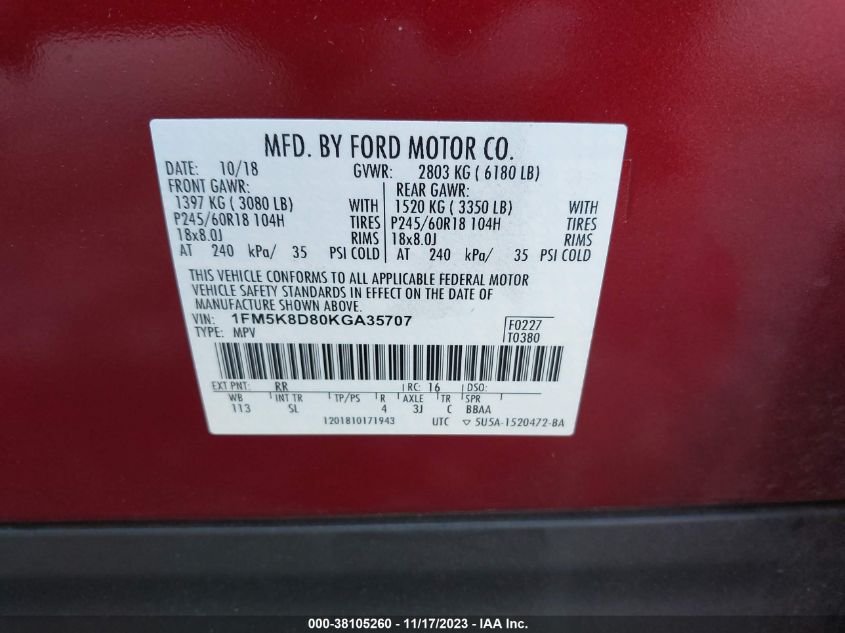 MFD. BY FORD MOTOR CO.
DATE: 10/18 GVWR: 2803 KG ( 6180 LB)
FRONT GAWR: REAR GAWR:
1397 KG ( 3080 LB) WITH 1520 KG ( 3350 LB) WITH
P245/60R18 104H TIRES P245/60R18 104H TIRES
18x8.0J RIMS 18x8.0J RIMS
AT 240 kPa/ 35 PSI COLD AT 240 kPa/ 35 PSI COLD
THIS VEHICLE CONFORMS TO ALL APPLICABLE FEDERAL MOTOR
VEHICLE SAFETY STANDARDS IN EFFECT ON THE DATE OF
MANUFACTURE SHOWN ABOVE.
VIN: 1FM5K8D80KGA35707 F0227
TYPE: MPV T0380
EXT PNT: RR RC: 16 DSO:
WB INT TR TP/PS R AXLE TR SPR
113 SL 4 3J C BBAA
1201810171943 UTC ▽ 5U5A-1520472-BA
000-38105260 - 11/17/2023 - IAA Inc.